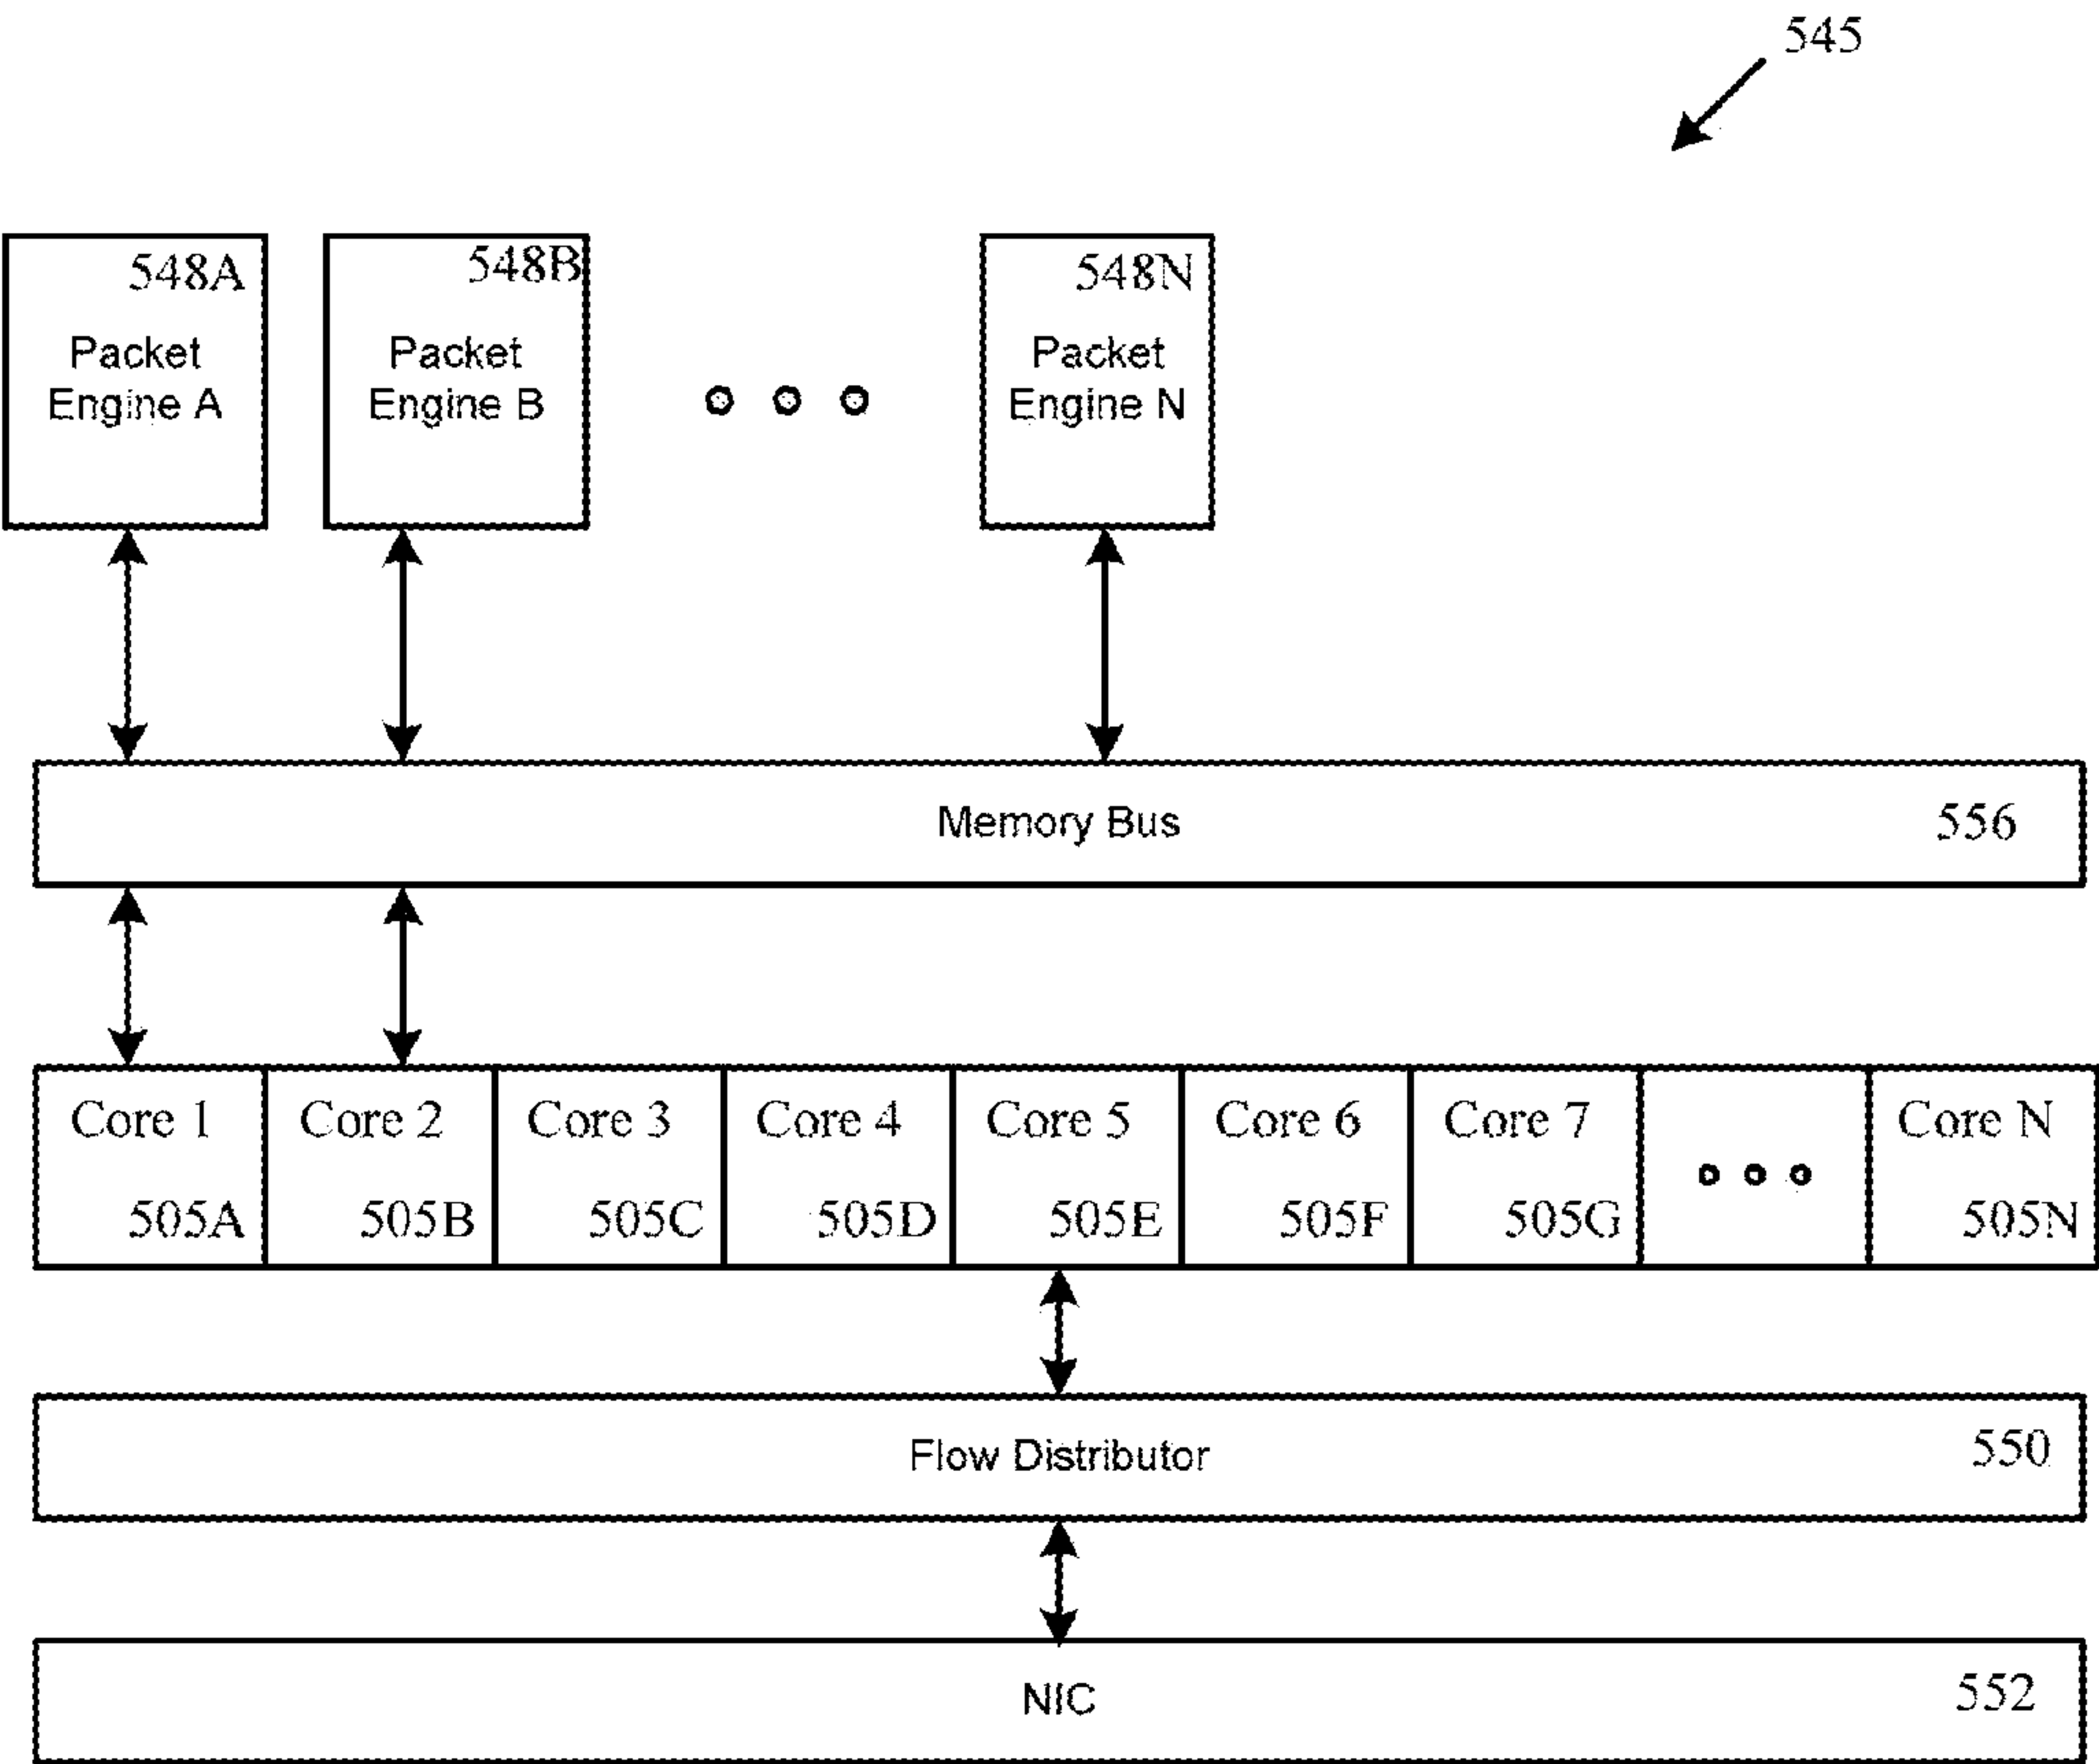 545
548A
Packet
Engine A
548B
Packet
Engine B
548N
Packet
Engine N
Memory Bus
556
Core 1
505A
Core 2
505B
Core 3
505C
Core 4
505D
Core 5
505E
Core 6
505F
Core 7
505G
Core N
505N
Flow Distributor
550
NIC
552